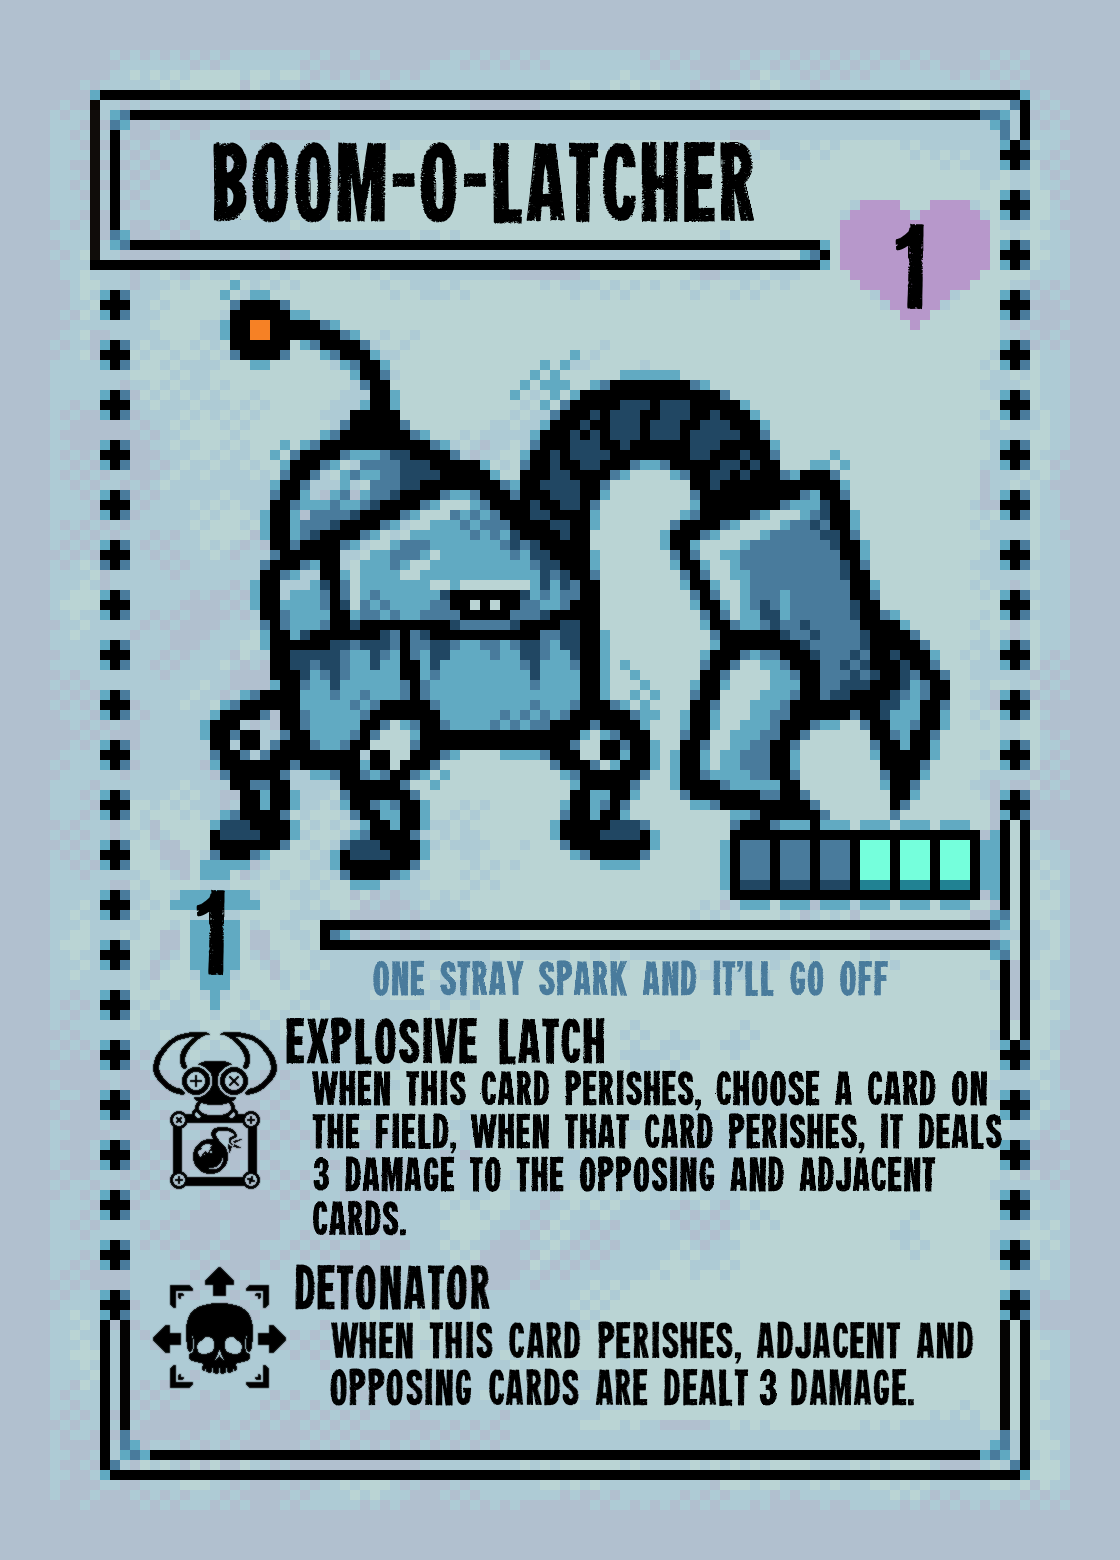 BOOM-O-LATCHER
1
1
ONE STRAY SPARK AND IT'LL GO OFF
EXPLOSIVE LATCH
WHEN THIS CARD PERISHES, CHOOSE A CARD ON
THE FIELD, WHEN THAT CARD PERISHES, IT DEALS
3 DAMAGE TO THE OPPOSING AND ADJACENT
CARDS.
DETONATOR
WHEN THIS CARD PERISHES, ADJACENT AND
OPPOSING CARDS ARE DEALT 3 DAMAGE.